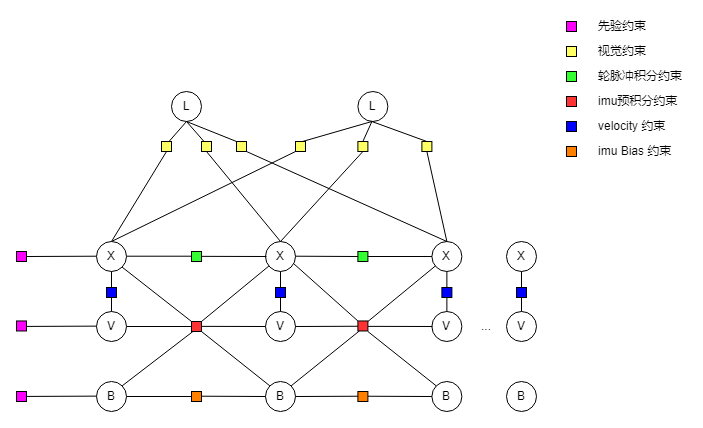 先验约束
视觉约束
轮脉冲积分约束
imu预积分约束
velocity 约束
imu Bias 约束
L L
X X X X
V V V ... V
B B B B